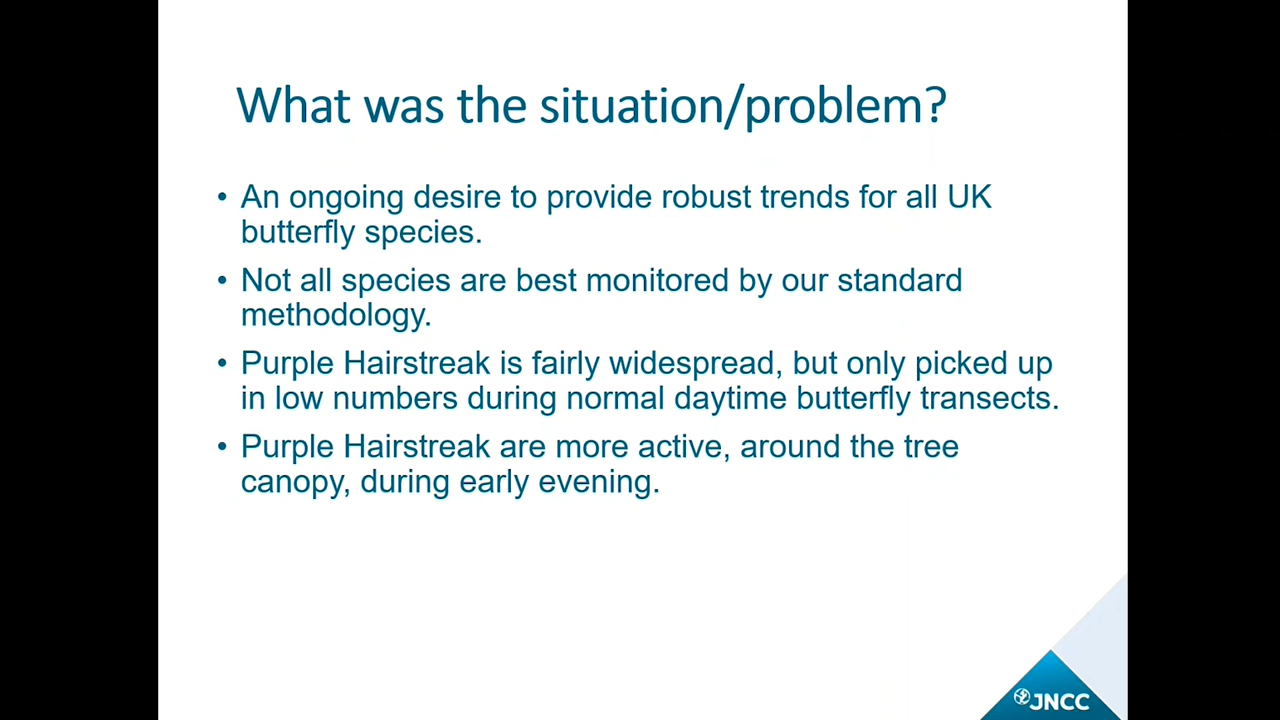 What was the situation/problem?
• An ongoing desire to provide robust trends for all UK
butterfly species.
• Not all species are best monitored by our standard
methodology.
• Purple Hairstreak is fairly widespread, but only picked up
in low numbers during normal daytime butterfly transects.
• Purple Hairstreak are more active, around the tree
canopy, during early evening.
JNCC